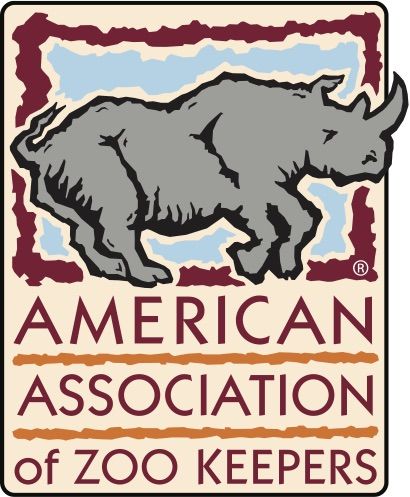 ®
AMERICAN
ASSOCIATION
of ZOO KEEPERS